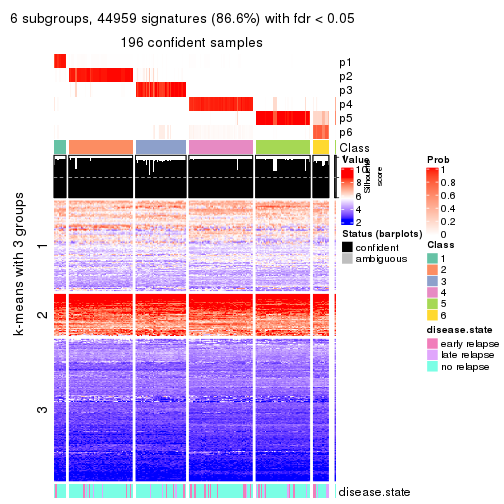 6 subgroups, 44959 signatures (86.6%) with fdr < 0.05
196 confident samples
p1
p2
p3
p4
p5
p6
Class
1
2
3
k-means with 3 groups
disease.state
Value
10
8
6
4
2
Silhouette
score
Status (barplots)
confident
ambiguous
Prob
1
0.8
0.6
0.4
0.2
0
Class
1
2
3
4
5
6
disease.state
early relapse
late relapse
no relapse